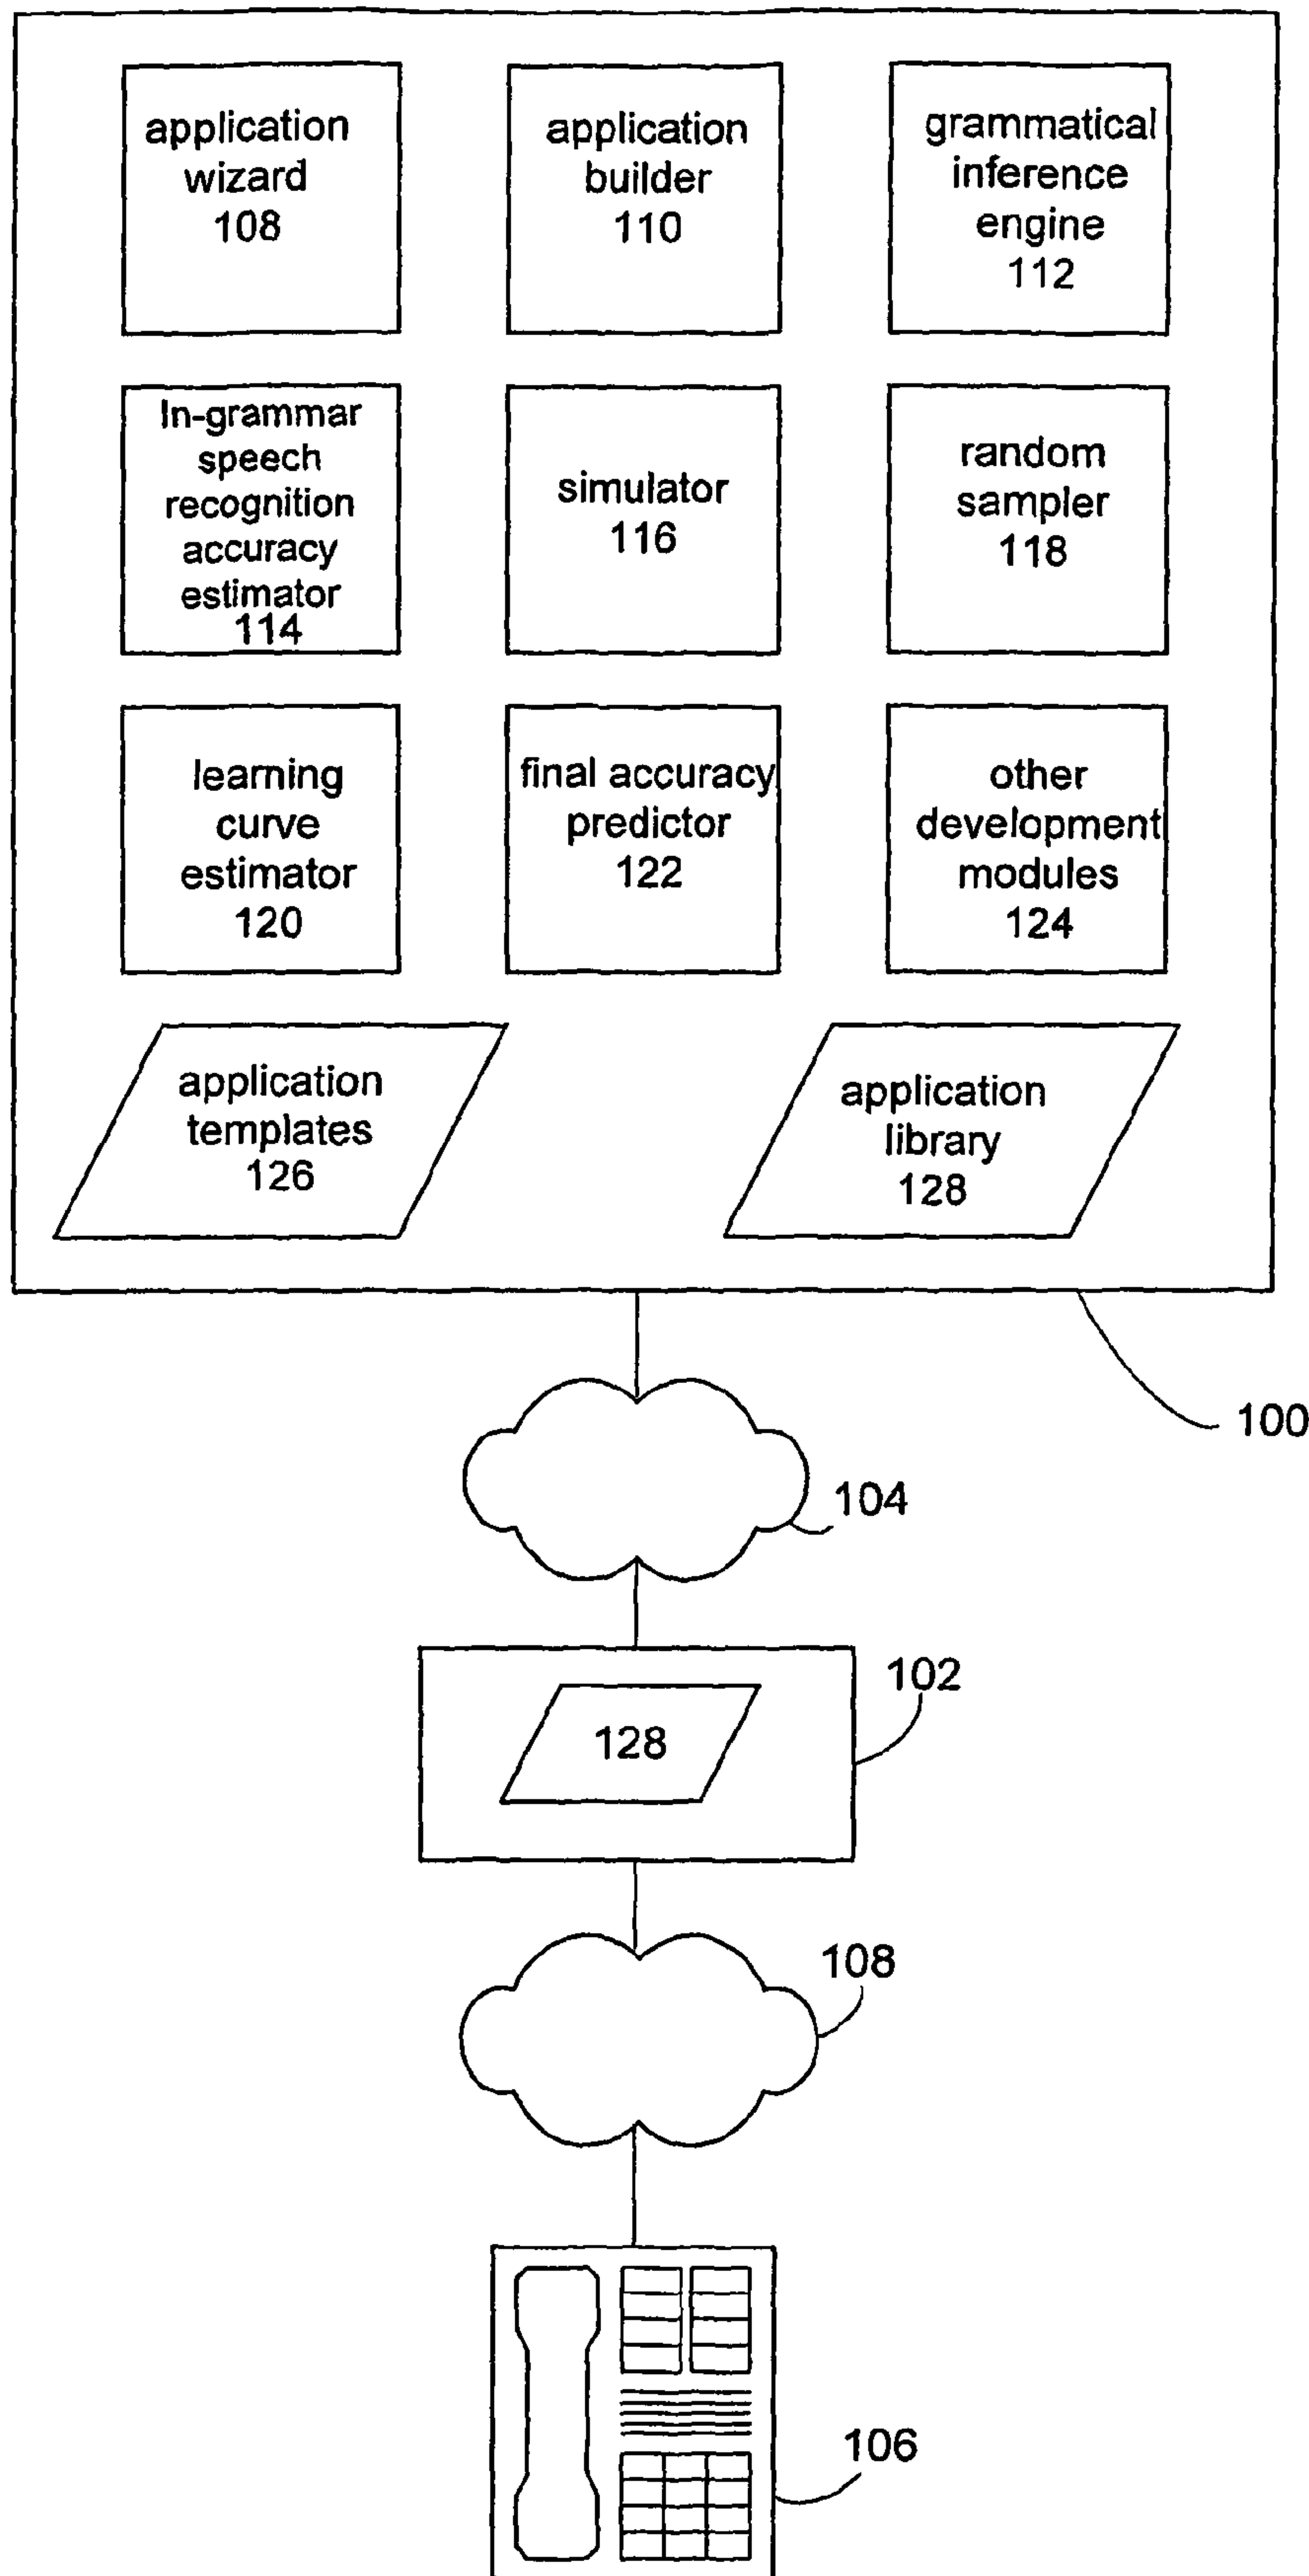 application
wizard
108
application
builder
110
grammatical
inference
engine
112
In-grammar
speech
recognition
accuracy
estimator
114
simulator
116
random
sampler
118
learning
curve
estimator
120
final accuracy
predictor
122
other
development
modules
124
application
templates
126
application
library
128
100
104
102
128
108
106